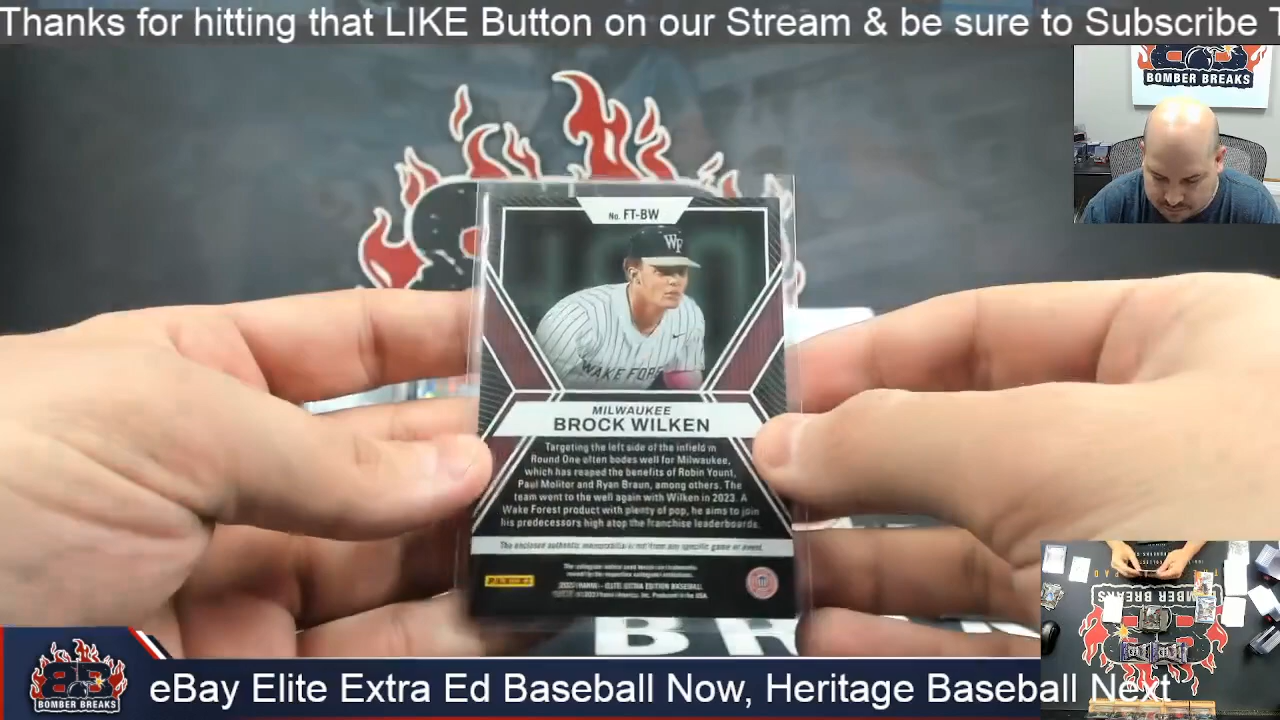 Thanks for hitting that LIKE Button on our Stream & be sure to Subscribe T
BOMBER BREAKS
No. FT-BW
WF
WAKE FOR
MILWAUKEE
BROCK WILKEN
Targeting the left side of the infield in
Round One often bodes well for Milwaukee,
which has reaped the benefits of Robin Yount,
Paul Molitor and Ryan Braun, among others. The
team went to the well again with Wilken in 2023. A
Wake Forest product with plenty of pop, he aims to join
his predecessors high atop the franchise leaderboards.
The enclosed authentic memorabilia is not from any specific game or event.
PANINI
BR
BOMBER BREAKS
BOMBER BREAKS
eBay Elite Extra Ed Baseball Now, Heritage Baseball Next